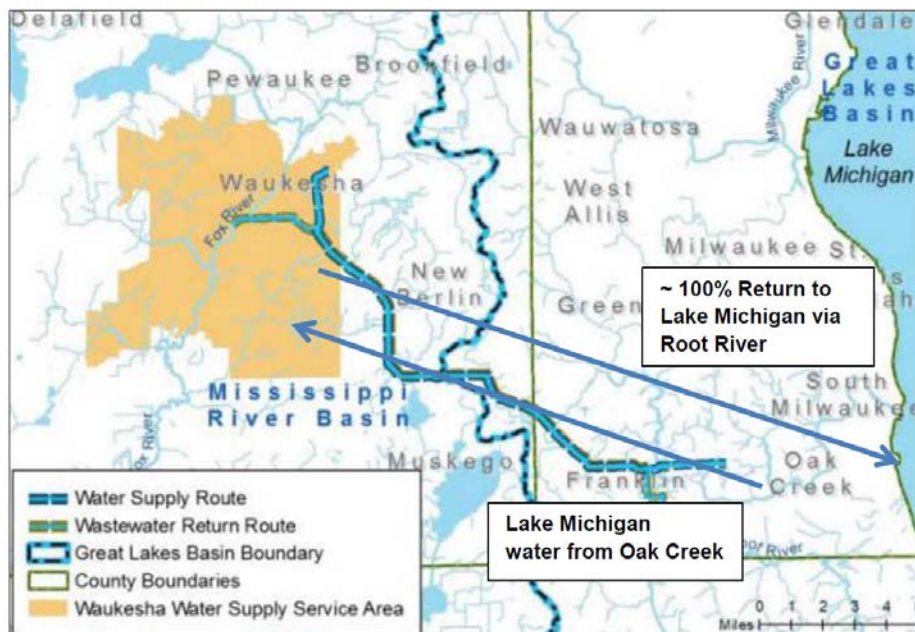 Delafield
Glendale
Pewaukee
Brookfield
Milwaukee River
Great
Lakes
Basin
Lake
Michigan
Wauwatosa
Waukesha
West
Allis
Fox River
Milwaukee
St.
New
Berlin
~ 100% Return to
Lake Michigan via
Root River
Green
Mississippi
River Basin
South
Milwaukee
River
Muskego
Franklin
Oak
Creek
Water Supply Route
Wastewater Return Route
Great Lakes Basin Boundary
County Boundaries
Waukesha Water Supply Service Area
Lake Michigan
water from Oak Creek
River
0 1 2 3 4 5
Miles